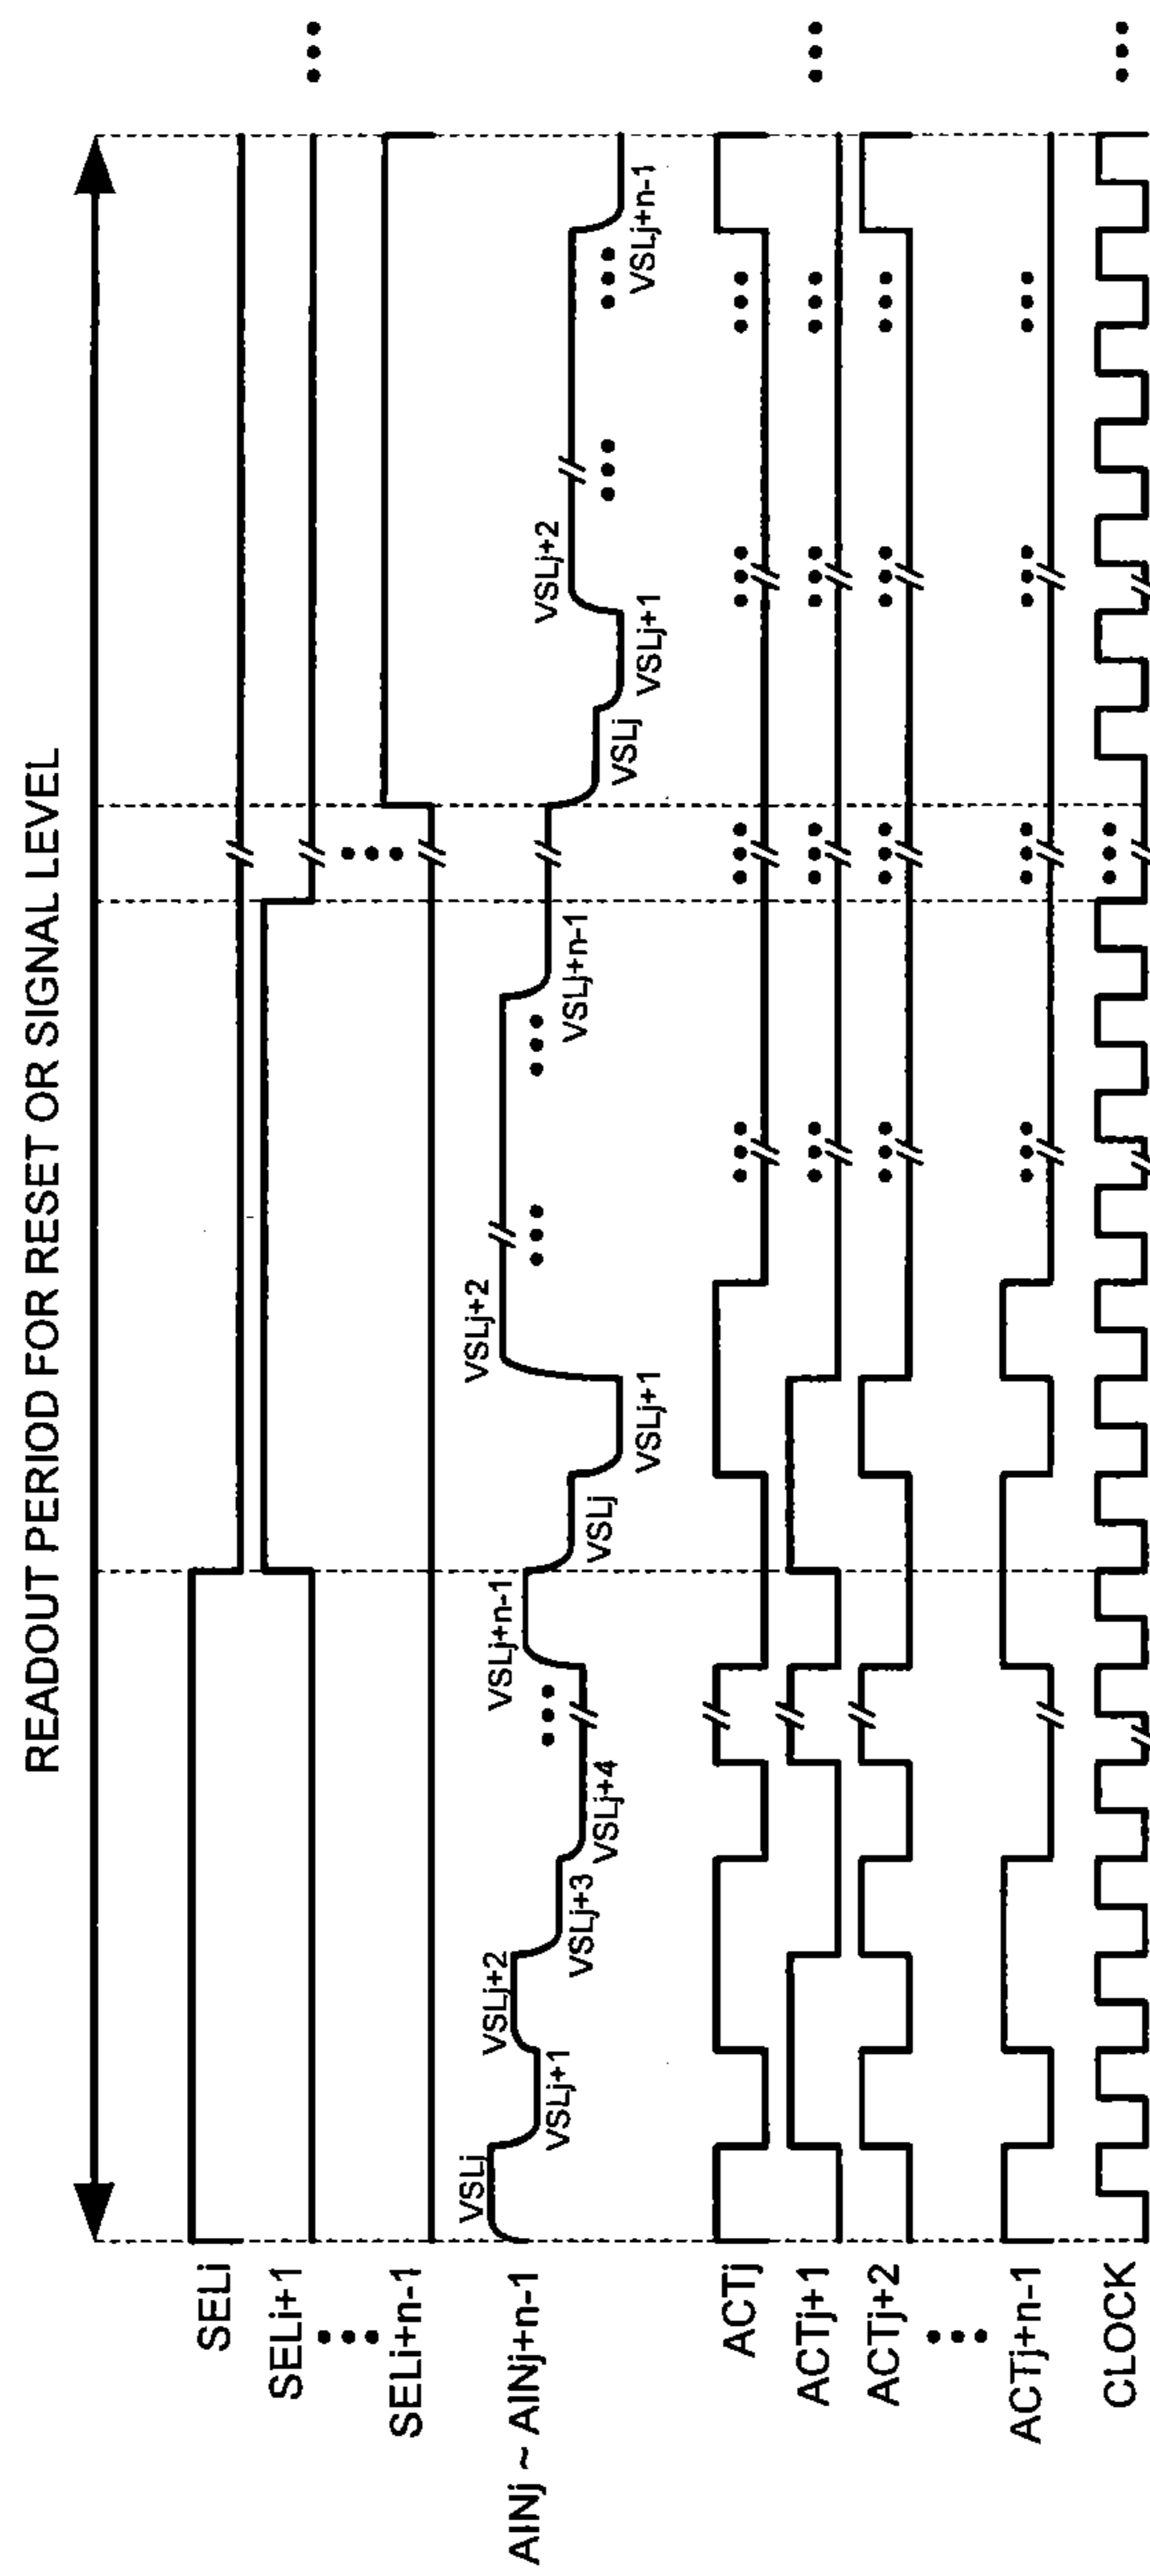 READOUT PERIOD FOR RESET OR SIGNAL LEVEL
SELi
SELi+1
SELi+n-1
AINj ~ AINj+n-1
VSLj
VSLj+1
VSLj+2
VSLj+3
VSLj+4
VSLj+n-1
VSLj
VSLj+1
VSLj+2
VSLj+n-1
VSLj
VSLj+1
VSLj+2
VSLj+n-1
ACTj
ACTj+1
ACTj+2
ACTj+n-1
CLOCK